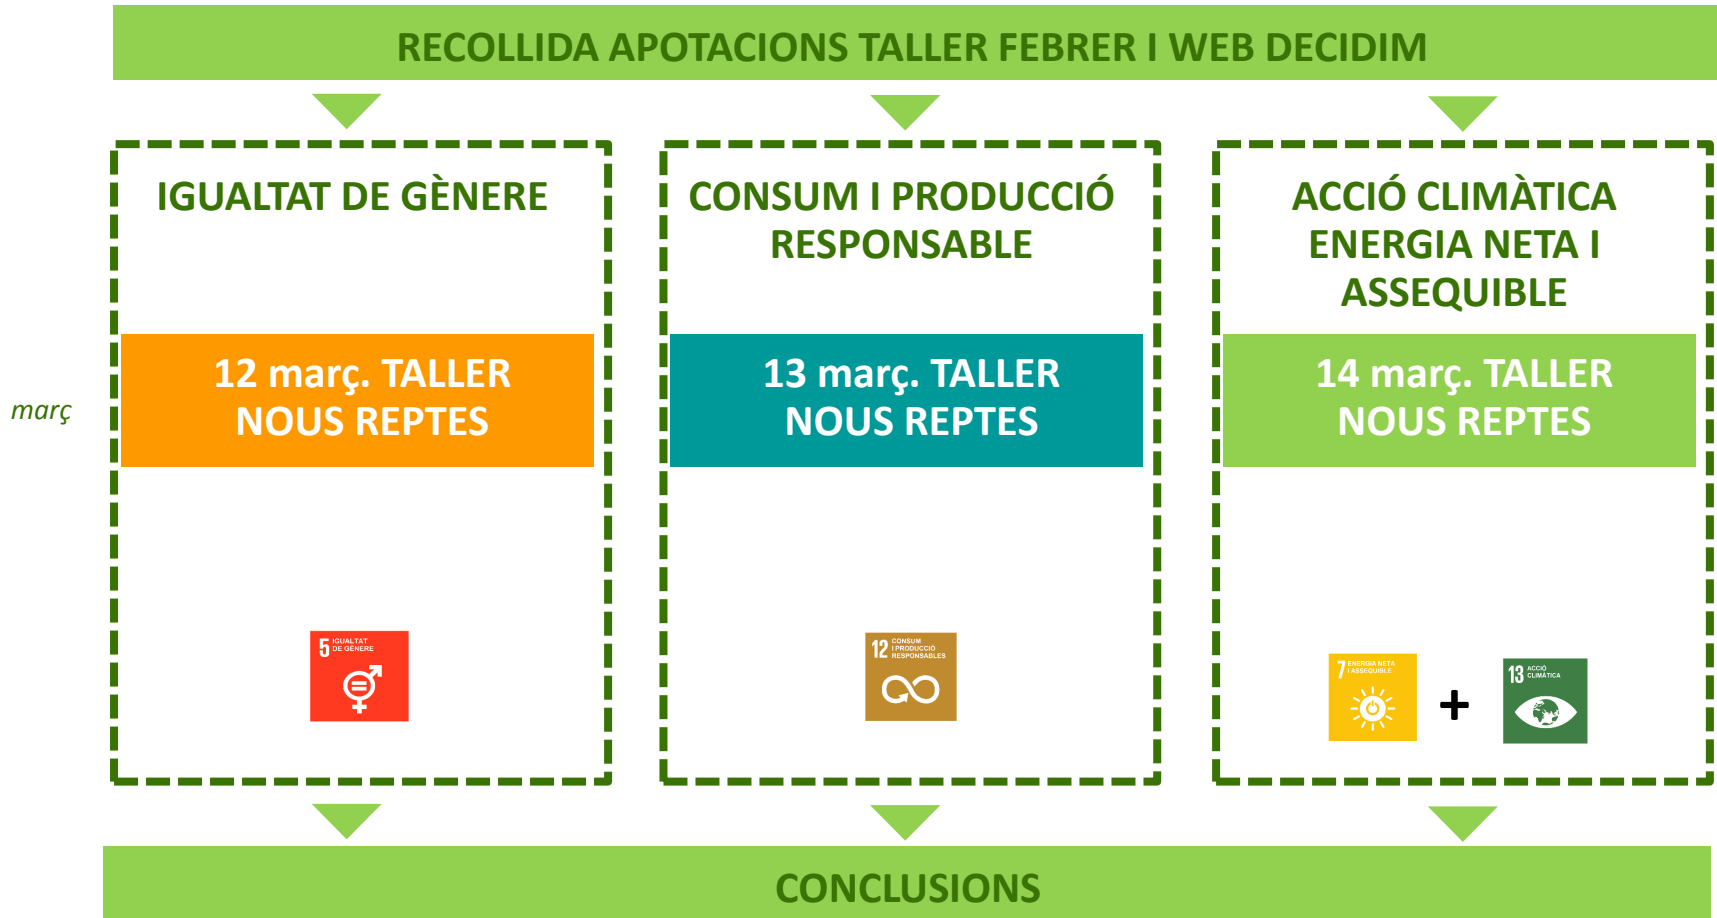 RECOLLIDA APOTACIONS TALLER FEBRER I WEB DECIDIM
IGUALTAT DE GÈNERE
CONSUM I PRODUCCIÓ
RESPONSABLE
ACCIÓ CLIMÀTICA
ENERGIA NETA I
ASSEQUIBLE
març
12 març. TALLER
NOUS REPTES
13 març. TALLER
NOUS REPTES
14 març. TALLER
NOUS REPTES
5 IGUALTAT
DE GÈNERE
12 CONSUM
I PRODUCCIÓ
RESPONSABLES
7 ENERGIA NETA
I ASSEQUIBLE
+
13 ACCIÓ
CLIMÀTICA
CONCLUSIONS